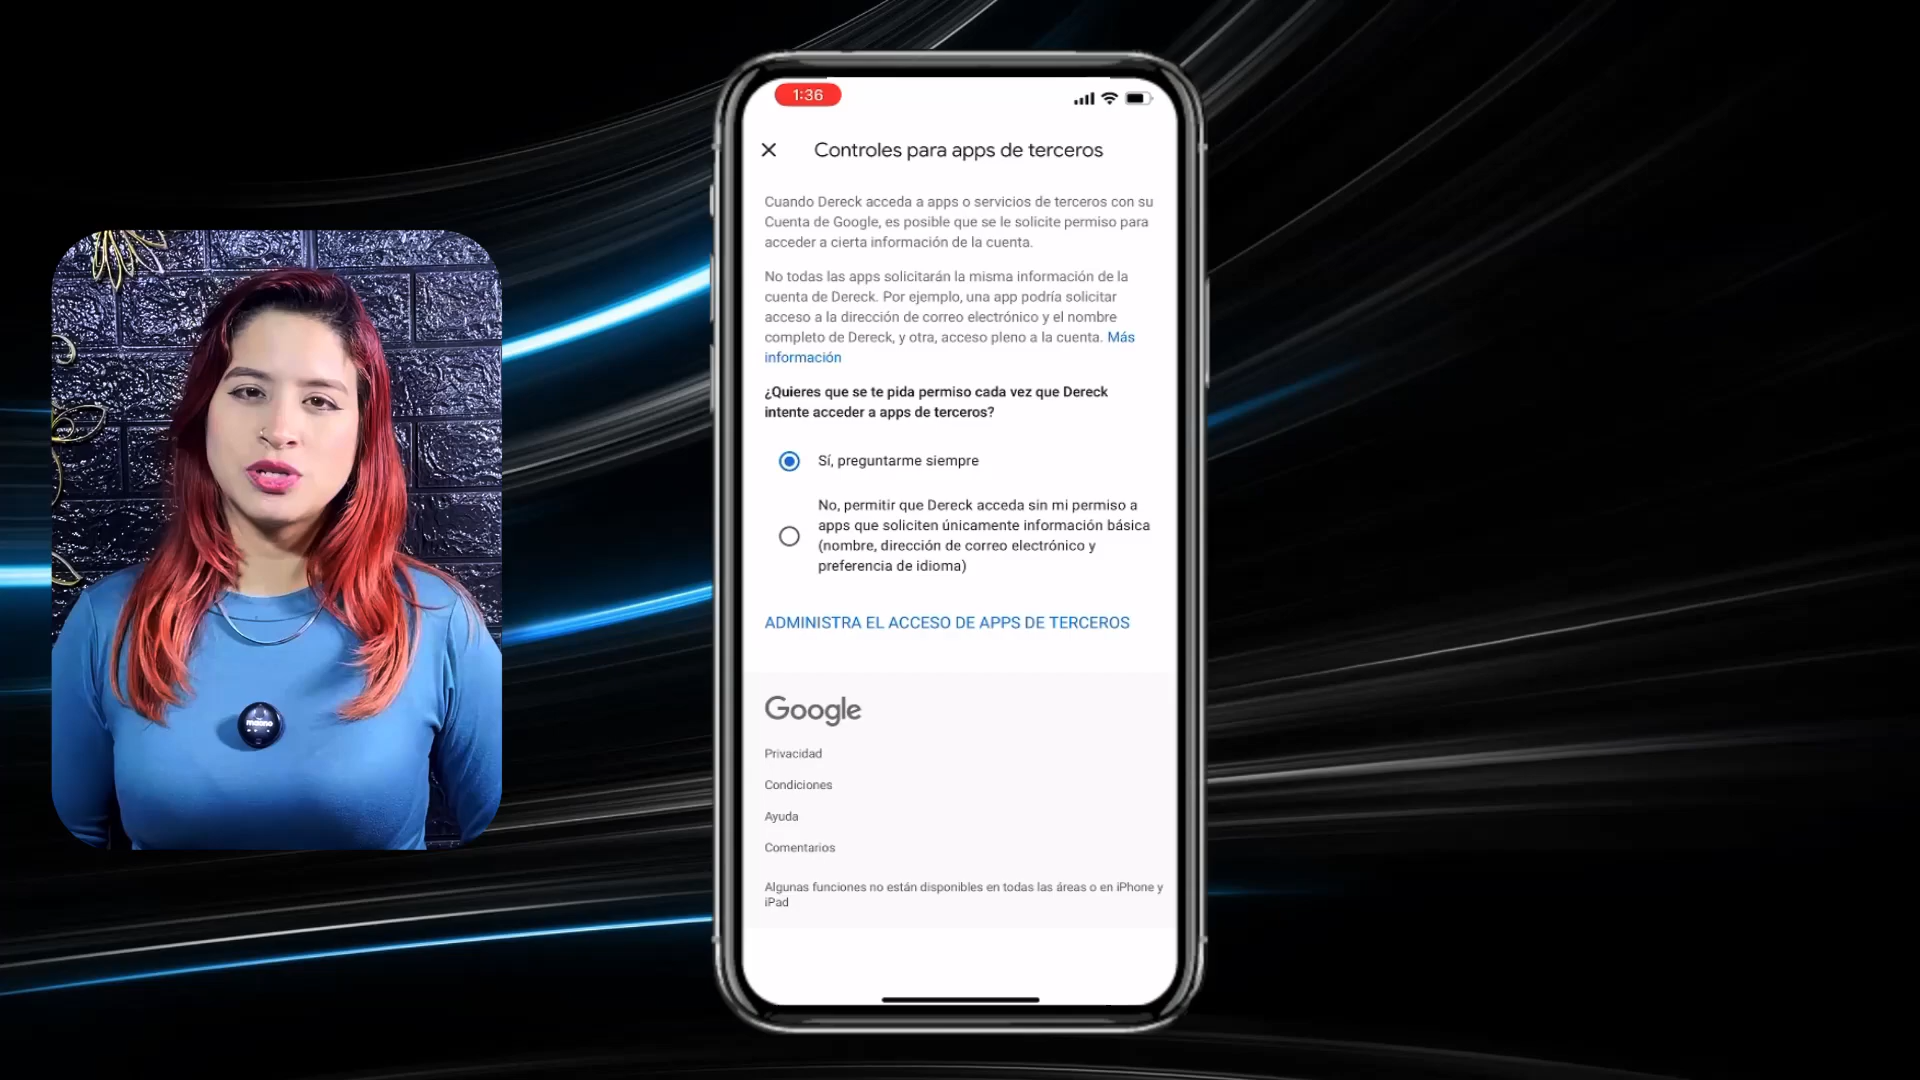 1:36
Controles para apps de terceros
Cuando Dereck acceda a apps o servicios de terceros con su
Cuenta de Google, es posible que se le solicite permiso para
acceder a cierta información de la cuenta.
No todas las apps solicitarán la misma información de la
cuenta de Dereck. Por ejemplo, una app podría solicitar
acceso a la dirección de correo electrónico y el nombre
completo de Dereck, y otra, acceso pleno a la cuenta. Más
información
¿Quieres que se te pida permiso cada vez que Dereck
intente acceder a apps de terceros?
Sí, preguntarme siempre
No, permitir que Dereck acceda sin mi permiso a
apps que soliciten únicamente información básica
(nombre, dirección de correo electrónico y
preferencia de idioma)
ADMINISTRA EL ACCESO DE APPS DE TERCEROS
Google
Privacidad
Condiciones
Ayuda
Comentarios
Algunas funciones no están disponibles en todas las áreas o en iPhone y
iPad